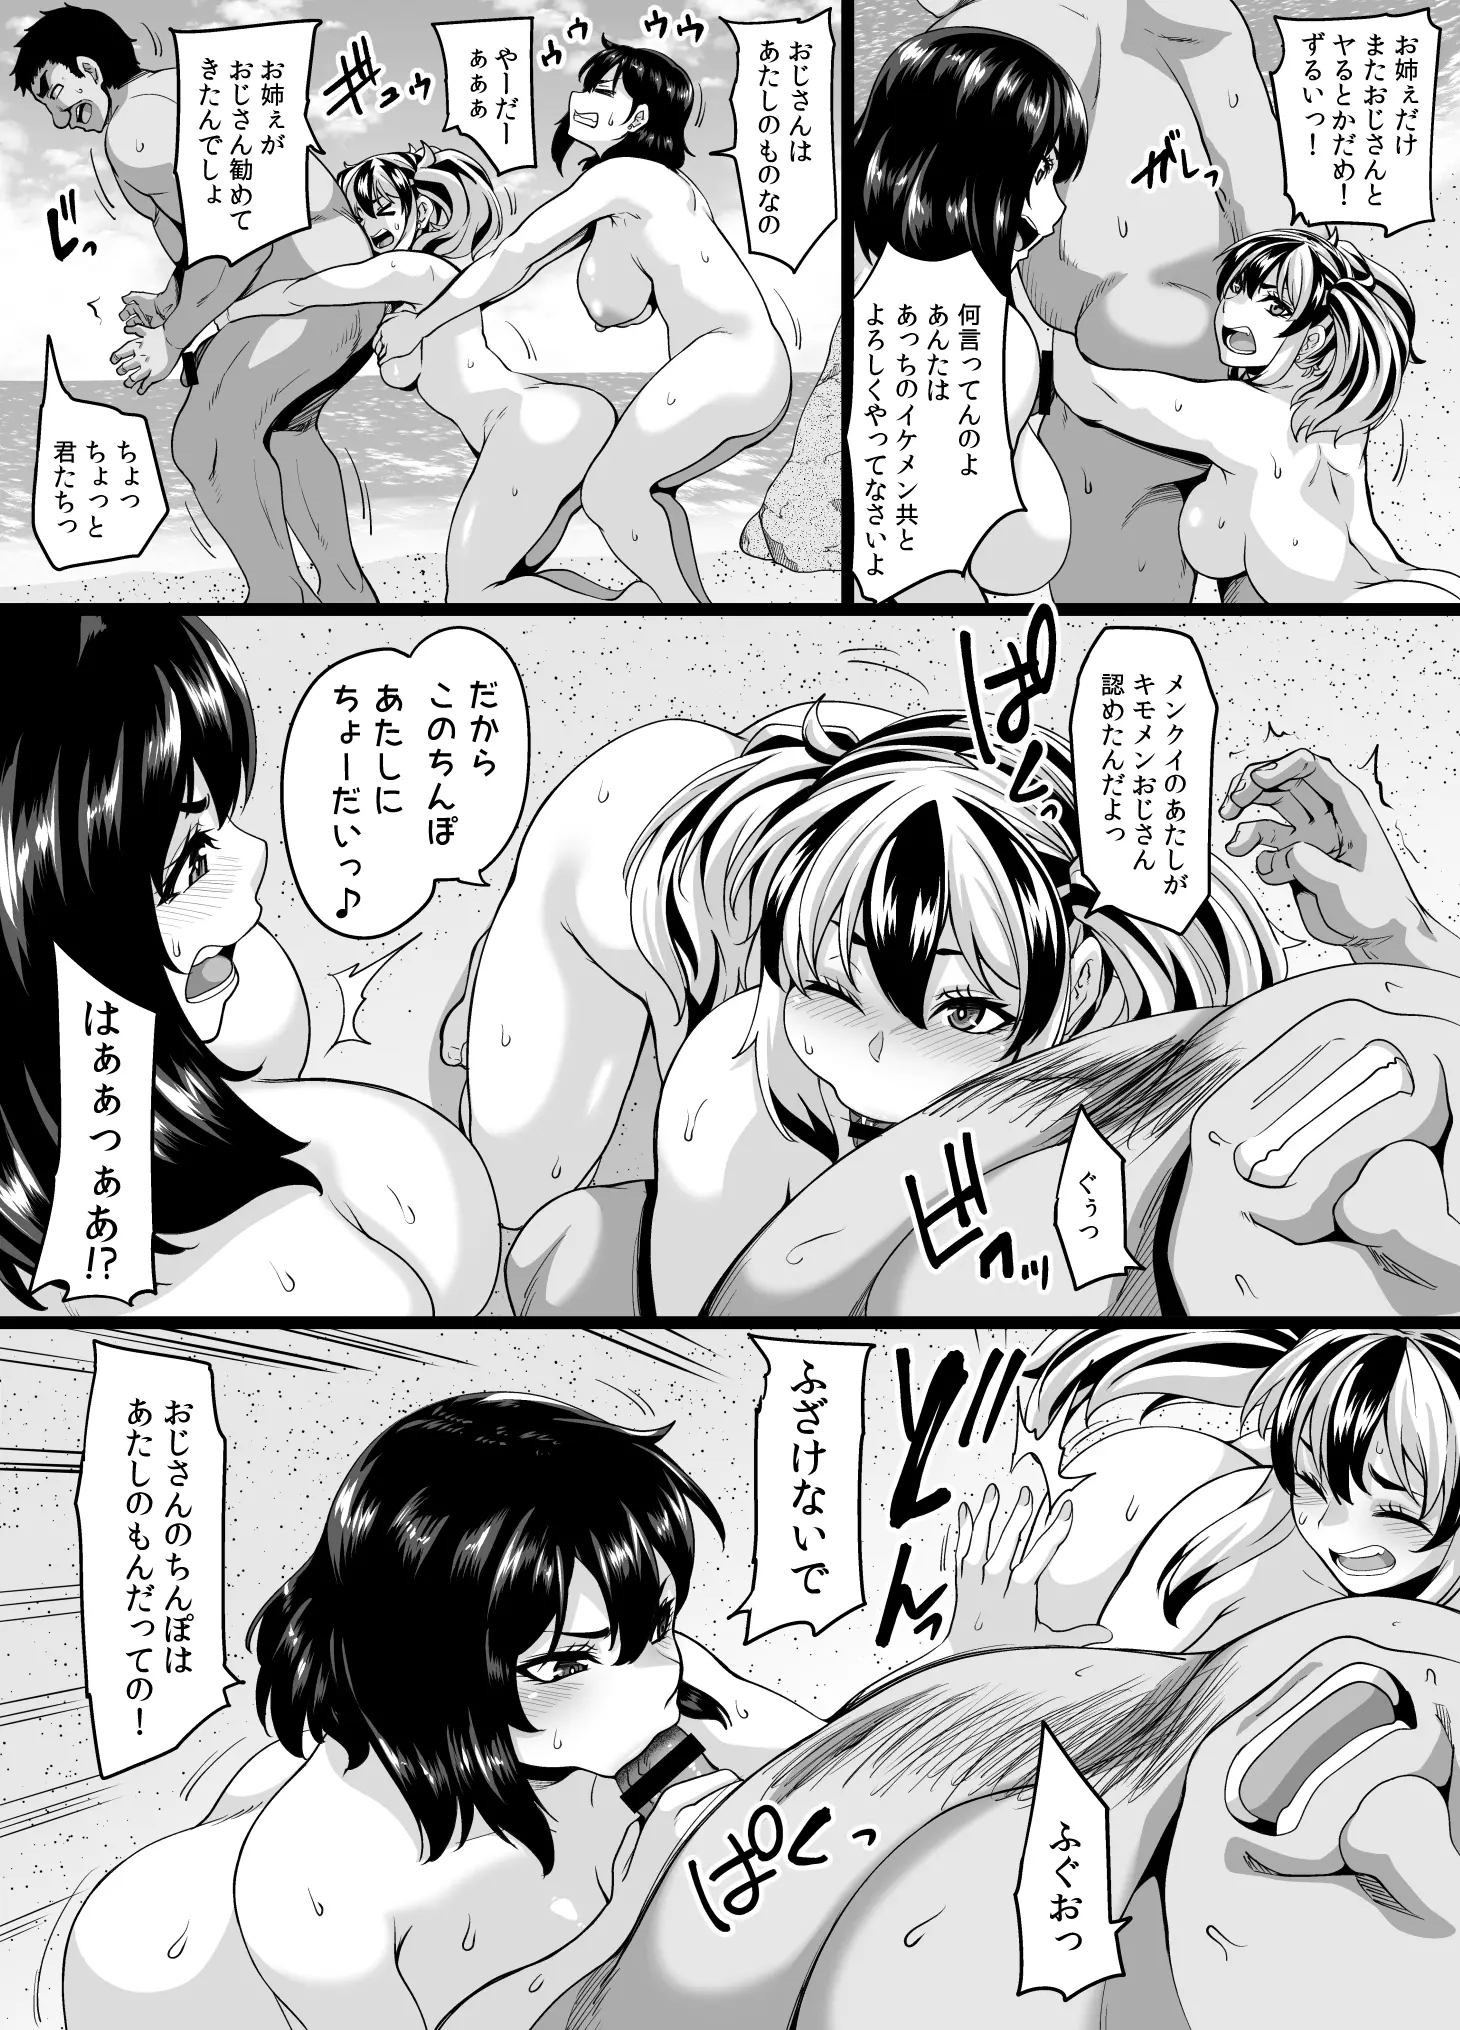 お姉ぇだけ
またおじさんと
ヤるとかだめ！
ずるいっ！
ガしっ
何言ってんのよ
あんたは
あっちのイケメン共と
よろしくやってなさいよ
おじさんは
あたしのものなの
ゥゥゥゥ
やーだー
ぁぁぁ
ギュゥ
お姉ぇが
おじさん勧めて
きたんでしょ
ビっ
ちょっ
ちょっと
君たちっ
メンクイのあたしが
キモメンおじさん
認めたんだよっ
ぱくっ
だから
このちんぽ
あたしに
ちょーだいっ♪
ぐぅっ
ビクッ
はぁぁっぁあ!?
ドンっ
ふざけないで
おじさんのちんぽは
あたしのもんだっての！
ぱくっ
ふぐおっ